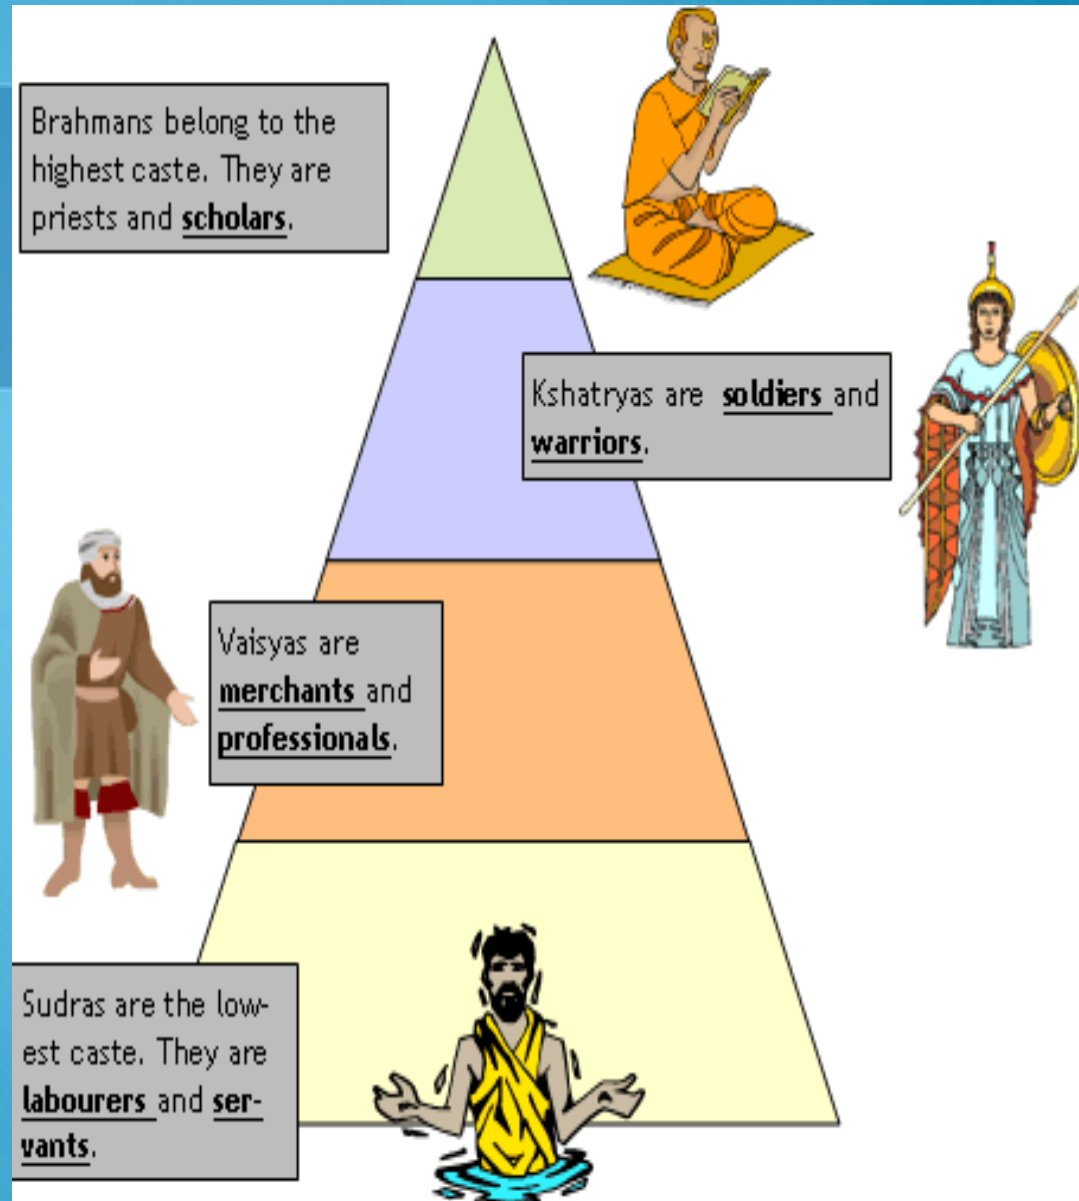 Brahmans belong to the
highest caste. They are
priests and scholars.
Kshatryas are soldiers and
warriors.
Vaisyas are
merchants and
professionals.
Sudras are the low-
est caste. They are
labourers and ser-
vants.